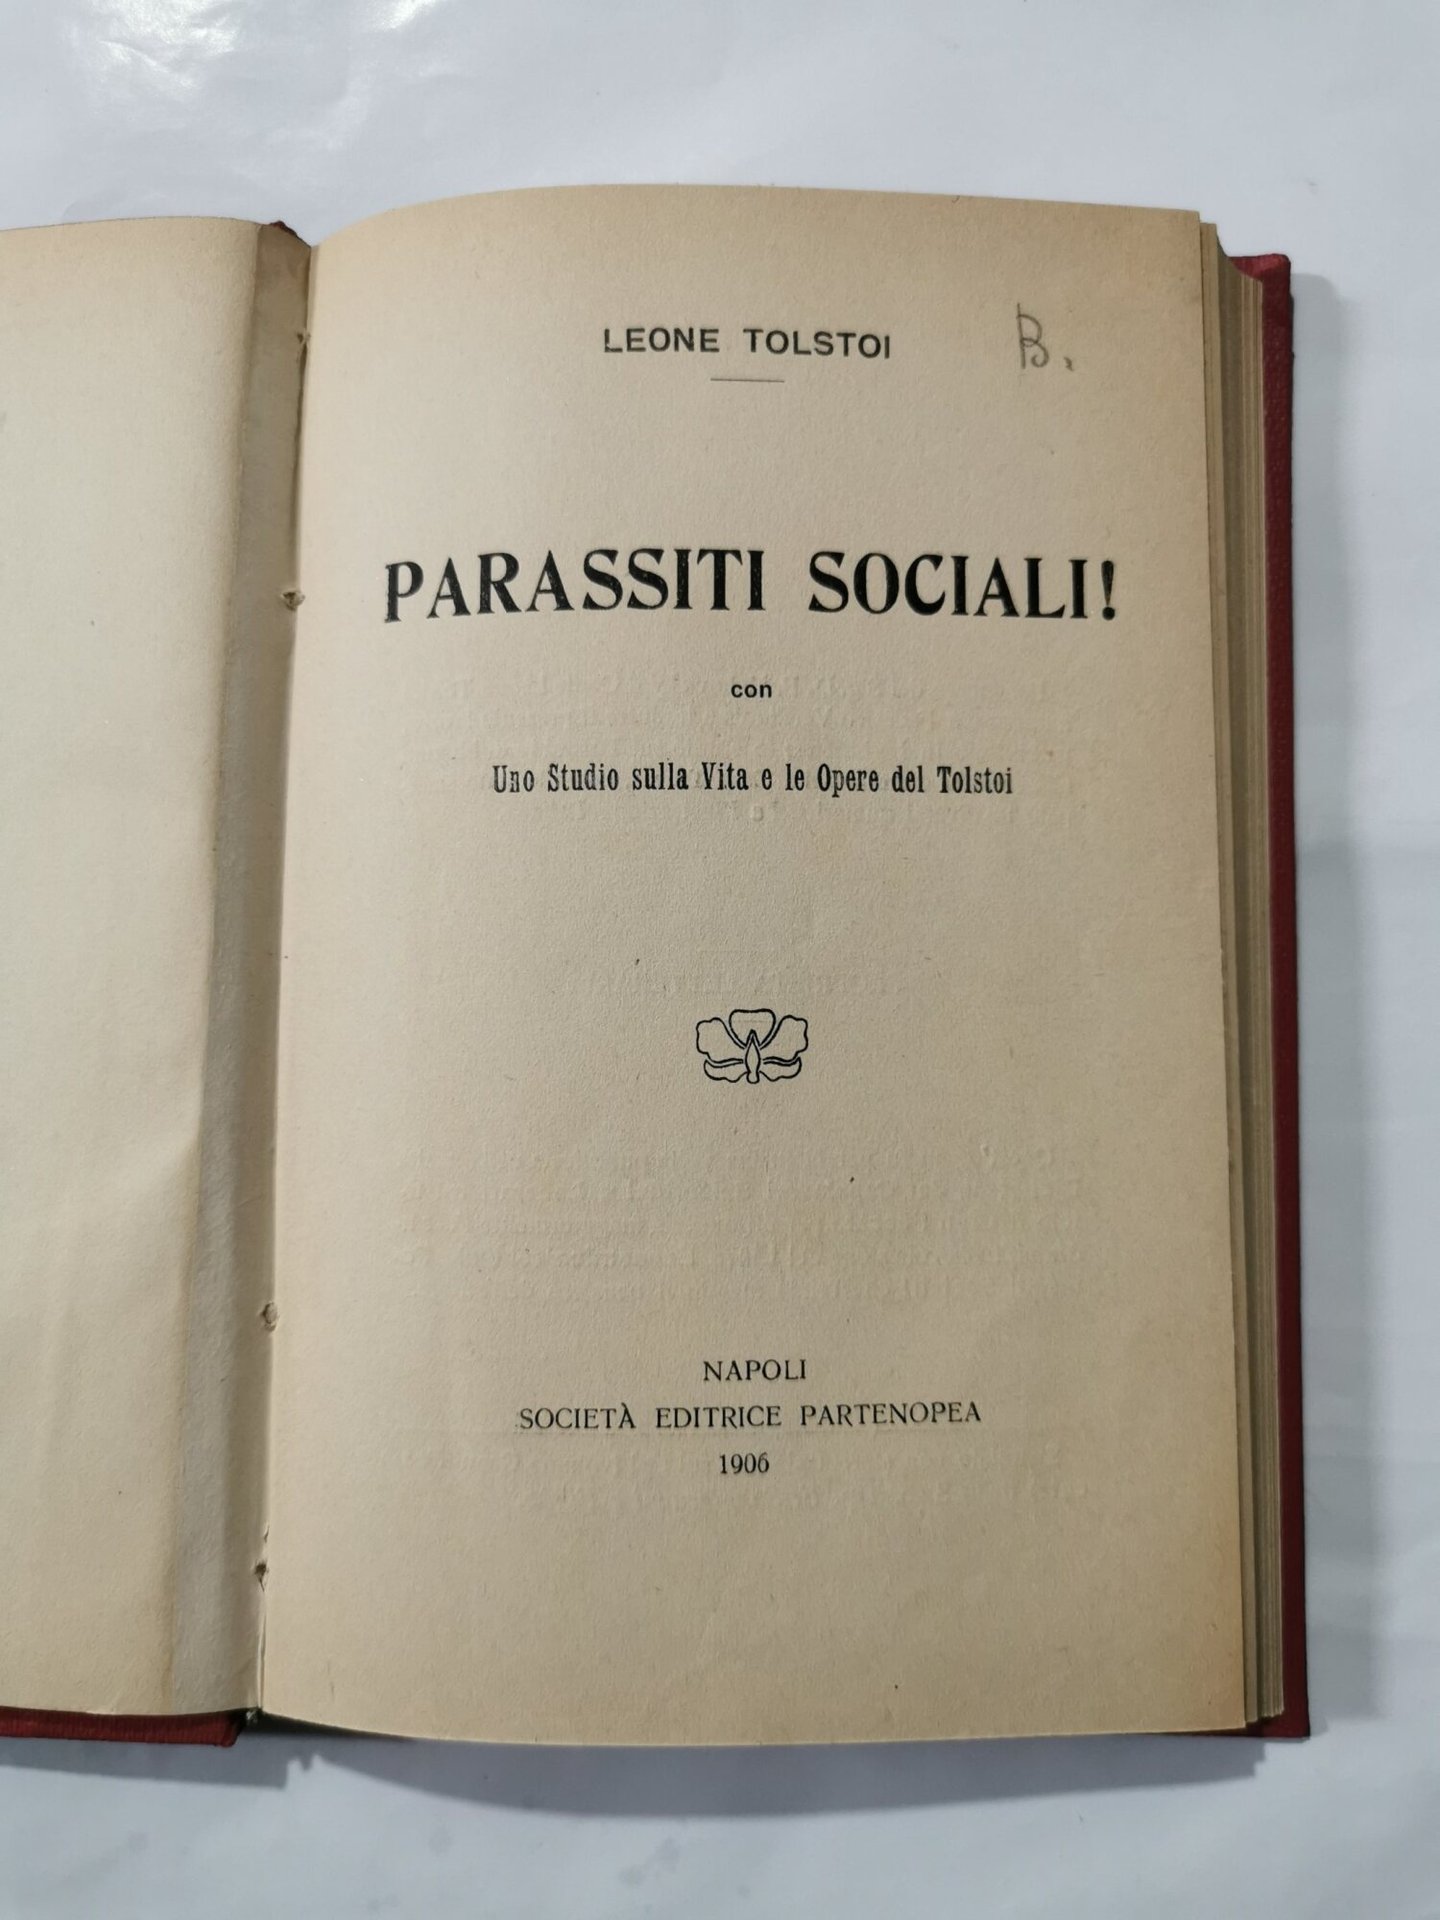 LEONE TOLSTOI
B.
PARASSITI SOCIALI!
con
Uno Studio sulla Vita e le Opere del Tolstoi
NAPOLI
SOCIETÀ EDITRICE PARTENOPEA
1906